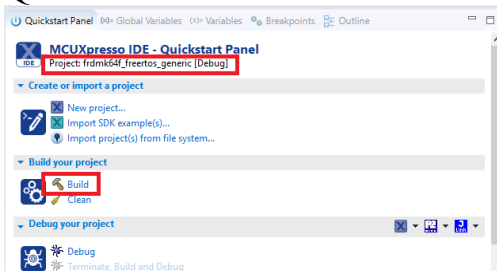 Quickstart Panel (x)= Global Variables (x)= Variables Breakpoints Outline
MCUXpresso IDE - Quickstart Panel
IDE Project: frdmk64f_freertos_generic [Debug]
Create or import a project
New project...
Import SDK example(s)...
Import project(s) from file system...
Build your project
Build
Clean
Debug your project
Debug
Terminate, Build and Debug